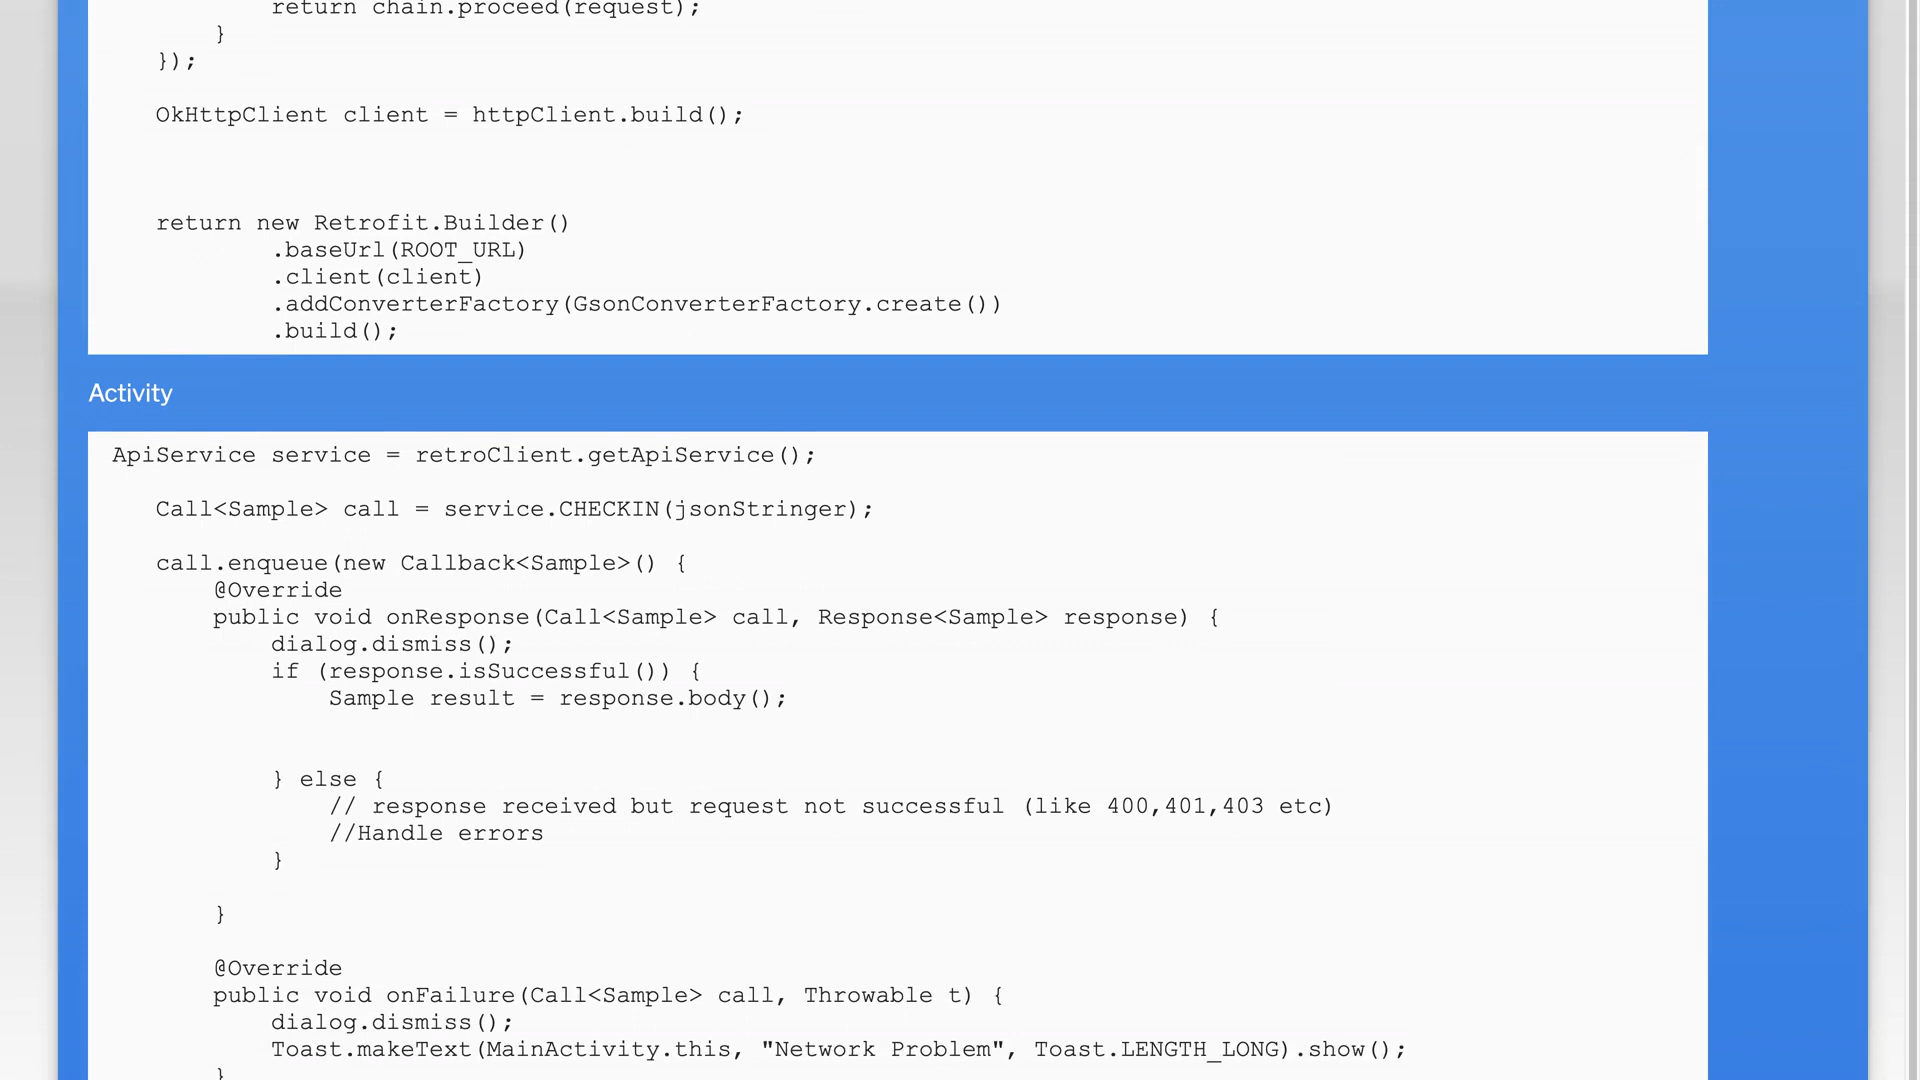 return chain.proceed(request);
}
});
OkHttpClient client = httpClient.build();
return new Retrofit.Builder()
.baseUrl(ROOT_URL)
.client(client)
.addConverterFactory(GsonConverterFactory.create())
.build();
Activity
ApiService service = retroClient.getApiService();
Call<Sample> call = service.CHECKIN(jsonStringer);
call.enqueue(new Callback<Sample>() {
@Override
public void onResponse(Call<Sample> call, Response<Sample> response) {
dialog.dismiss();
if (response.isSuccessful()) {
Sample result = response.body();
} else {
// response received but request not successful (like 400,401,403 etc)
//Handle errors
}
}
@Override
public void onFailure(Call<Sample> call, Throwable t) {
dialog.dismiss();
Toast.makeText(MainActivity.this, "Network Problem", Toast.LENGTH_LONG).show();
}